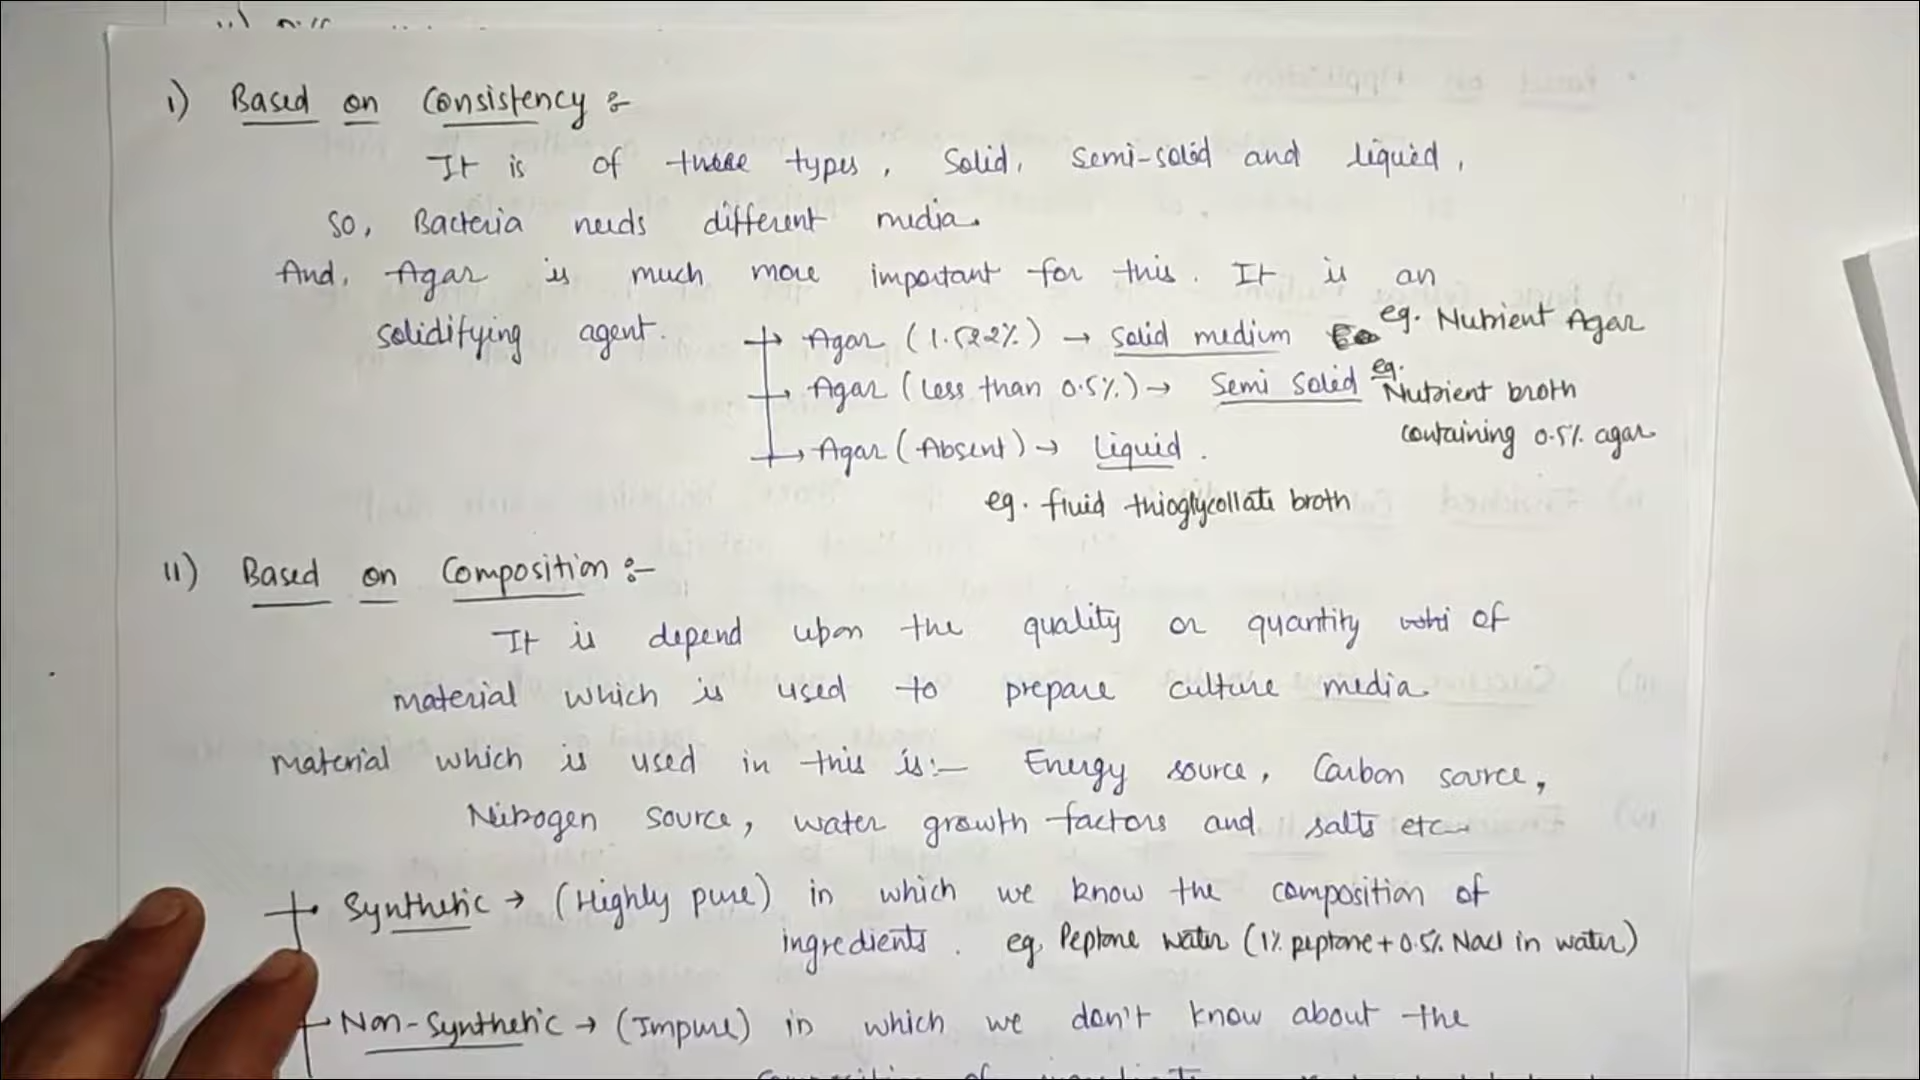 i) Based on Consistency :-
It is of three types, Solid, Semi-solid and liquid,
So, Bacteria needs different media.
And, Agar is much more important for this. It is an
solidifying agent.
Agar (1.5-2%) → Solid medium eg. Nutrient Agar
Agar (less than 0.5%) → Semi Solid eg. Nutrient broth
containing 0.5% agar
Agar (Absent) → Liquid.
eg. fluid thioglycollate broth
ii) Based on Composition :-
It is depend upon the quality or quantity of
material which is used to prepare culture media.
Material which is used in this is:- Energy source, Carbon source,
Nitrogen source, water growth factors and salts etc
Synthetic → (Highly pure) in which we know the composition of
ingredients. eg. Peptone water (1% peptone + 0.5% Nacl in water)
Non-Synthetic → (Impure) in which we don't know about the